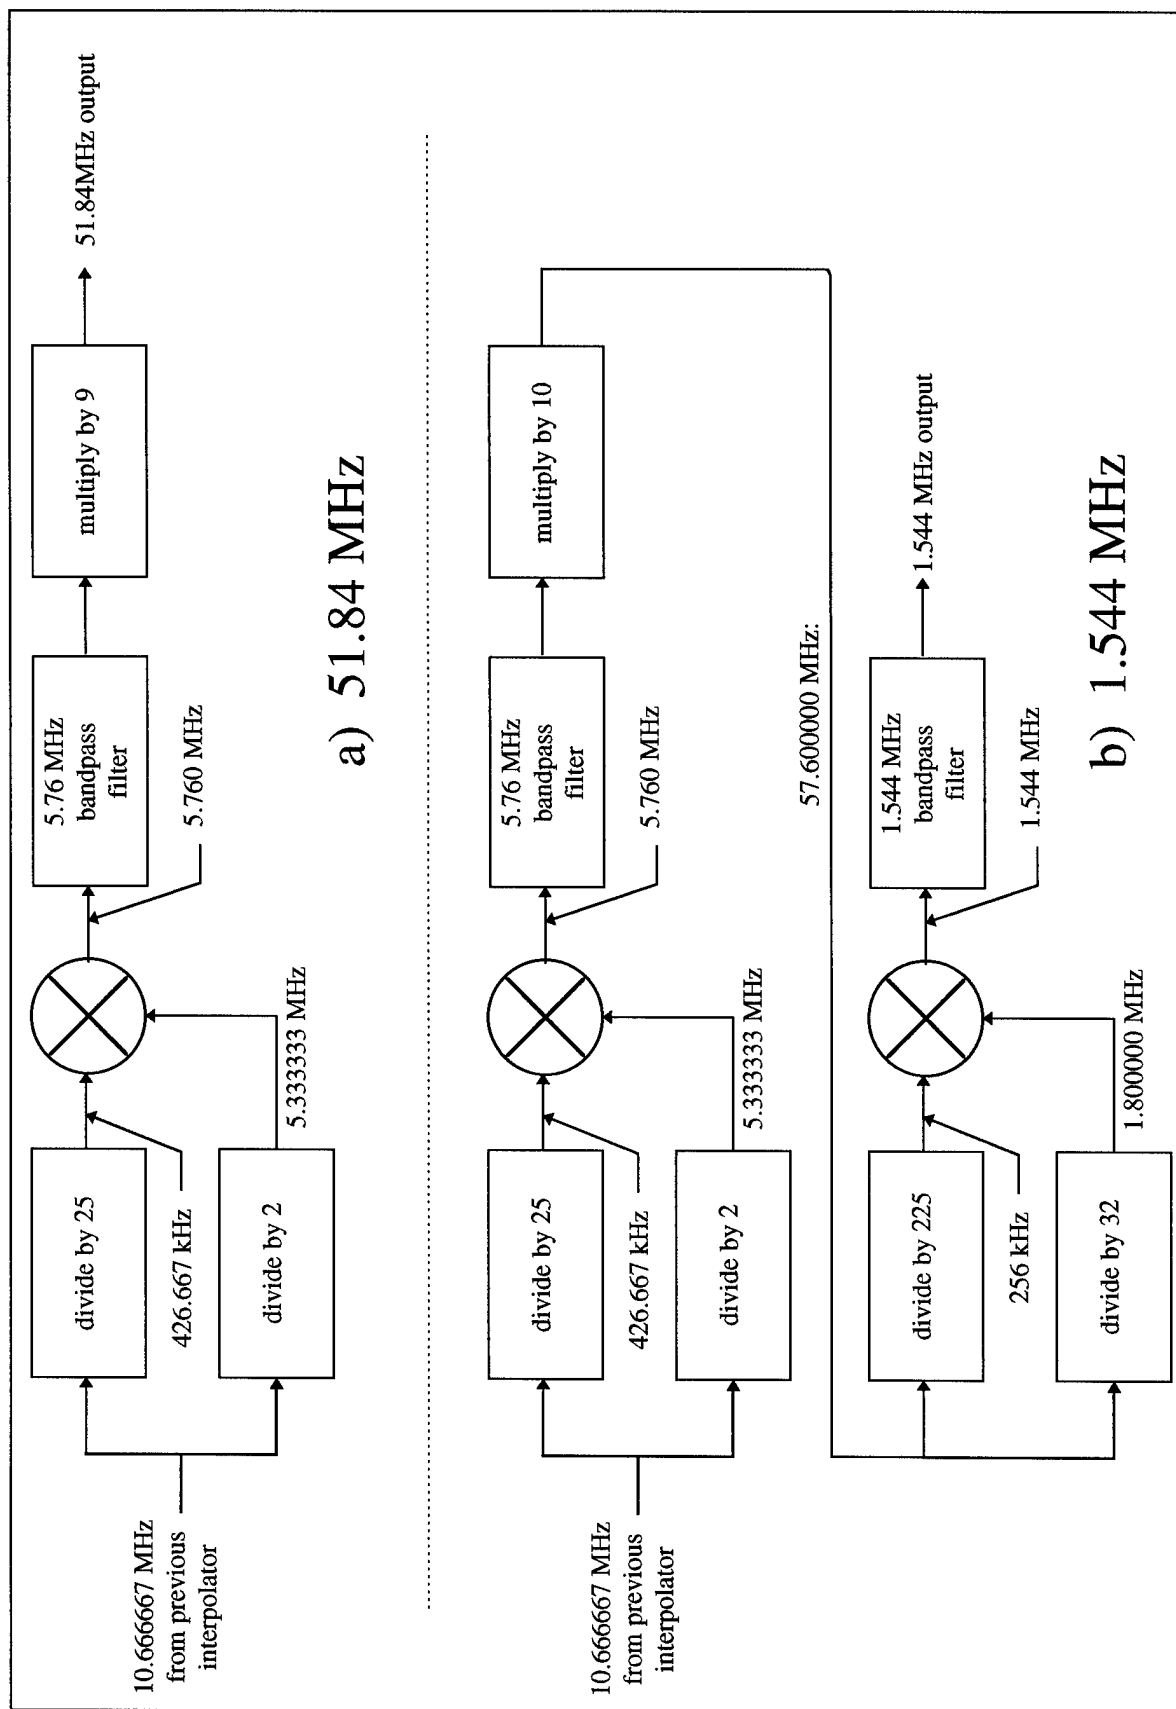 10.666667 MHz
from previous
interpolator
divide by 25
426.667 kHz
divide by 2
5.333333 MHz
5.760 MHz
5.76 MHz
bandpass
filter
multiply by 9
51.84MHz output
a) 51.84 MHz
10.666667 MHz
from previous
interpolator
divide by 25
426.667 kHz
divide by 2
5.333333 MHz
5.760 MHz
5.76 MHz
bandpass
filter
multiply by 10
57.600000 MHz:
divide by 225
256 kHz
divide by 32
1.800000 MHz
1.544 MHz
1.544 MHz
bandpass
filter
1.544 MHz output
b) 1.544 MHz